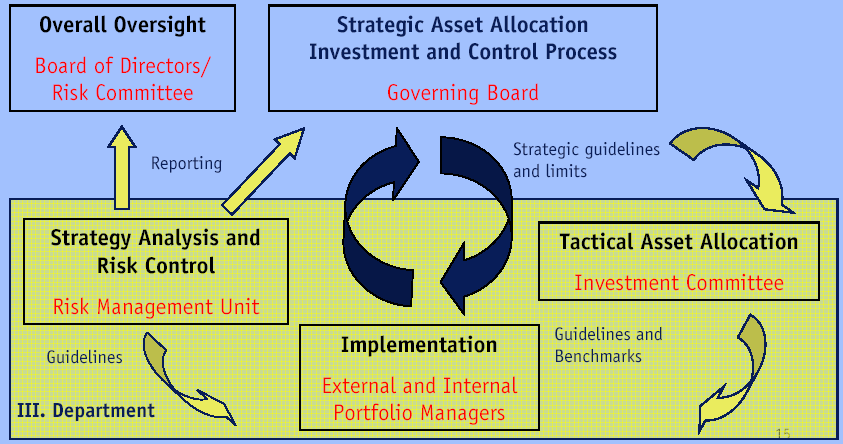 Overall Oversight
Board of Directors/
Risk Committee
Strategic Asset Allocation
Investment and Control Process
Governing Board
Reporting
Strategic guidelines
and limits
Strategy Analysis and
Risk Control
Risk Management Unit
Tactical Asset Allocation
Investment Committee
Implementation
External and Internal
Portfolio Managers
Guidelines
Guidelines and
Benchmarks
III. Department
15